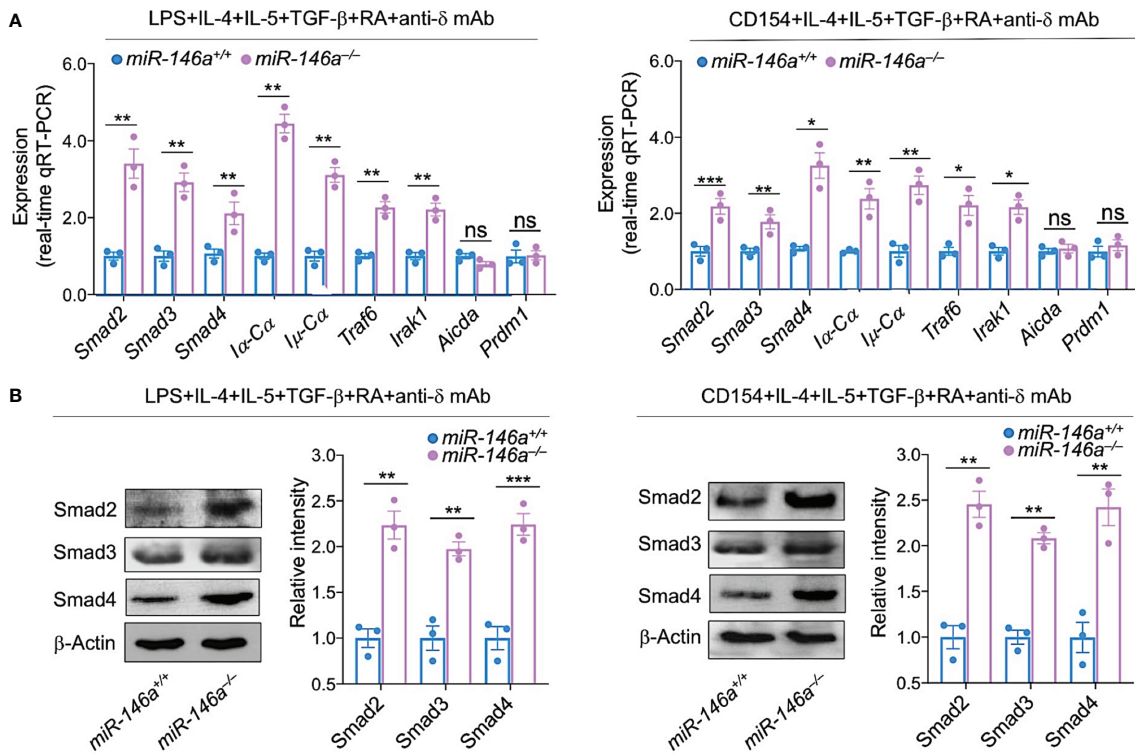 A
LPS+IL-4+IL-5+TGF-β+RA+anti-δ mAb
miR-146a+/+ miR-146a–/–
Expression
(real-time qRT-PCR)
6.0
4.0
2.0
0.0
** ** ** ** ** ** ** ns ns
Smad2 Smad3 Smad4 Iα-Cα Iμ-Cα Traf6 Irak1 Aicda Prdm1
CD154+IL-4+IL-5+TGF-β+RA+anti-δ mAb
miR-146a+/+ miR-146a–/–
Expression
(real-time qRT-PCR)
6.0
4.0
2.0
0.0
*** ** * ** ** * * ns ns
Smad2 Smad3 Smad4 Iα-Cα Iμ-Cα Traf6 Irak1 Aicda Prdm1
B
LPS+IL-4+IL-5+TGF-β+RA+anti-δ mAb
Smad2
Smad3
Smad4
β-Actin
miR-146a+/+ miR-146a–/–
miR-146a+/+
miR-146a–/–
Relative intensity
3.0
2.5
2.0
1.0
0.5
** ** ***
Smad2 Smad3 Smad4
CD154+IL-4+IL-5+TGF-β+RA+anti-δ mAb
Smad2
Smad3
Smad4
β-Actin
miR-146a+/+ miR-146a–/–
miR-146a+/+
miR-146a–/–
Relative intensity
3.0
2.5
2.0
1.0
0.5
** ** **
Smad2 Smad3 Smad4